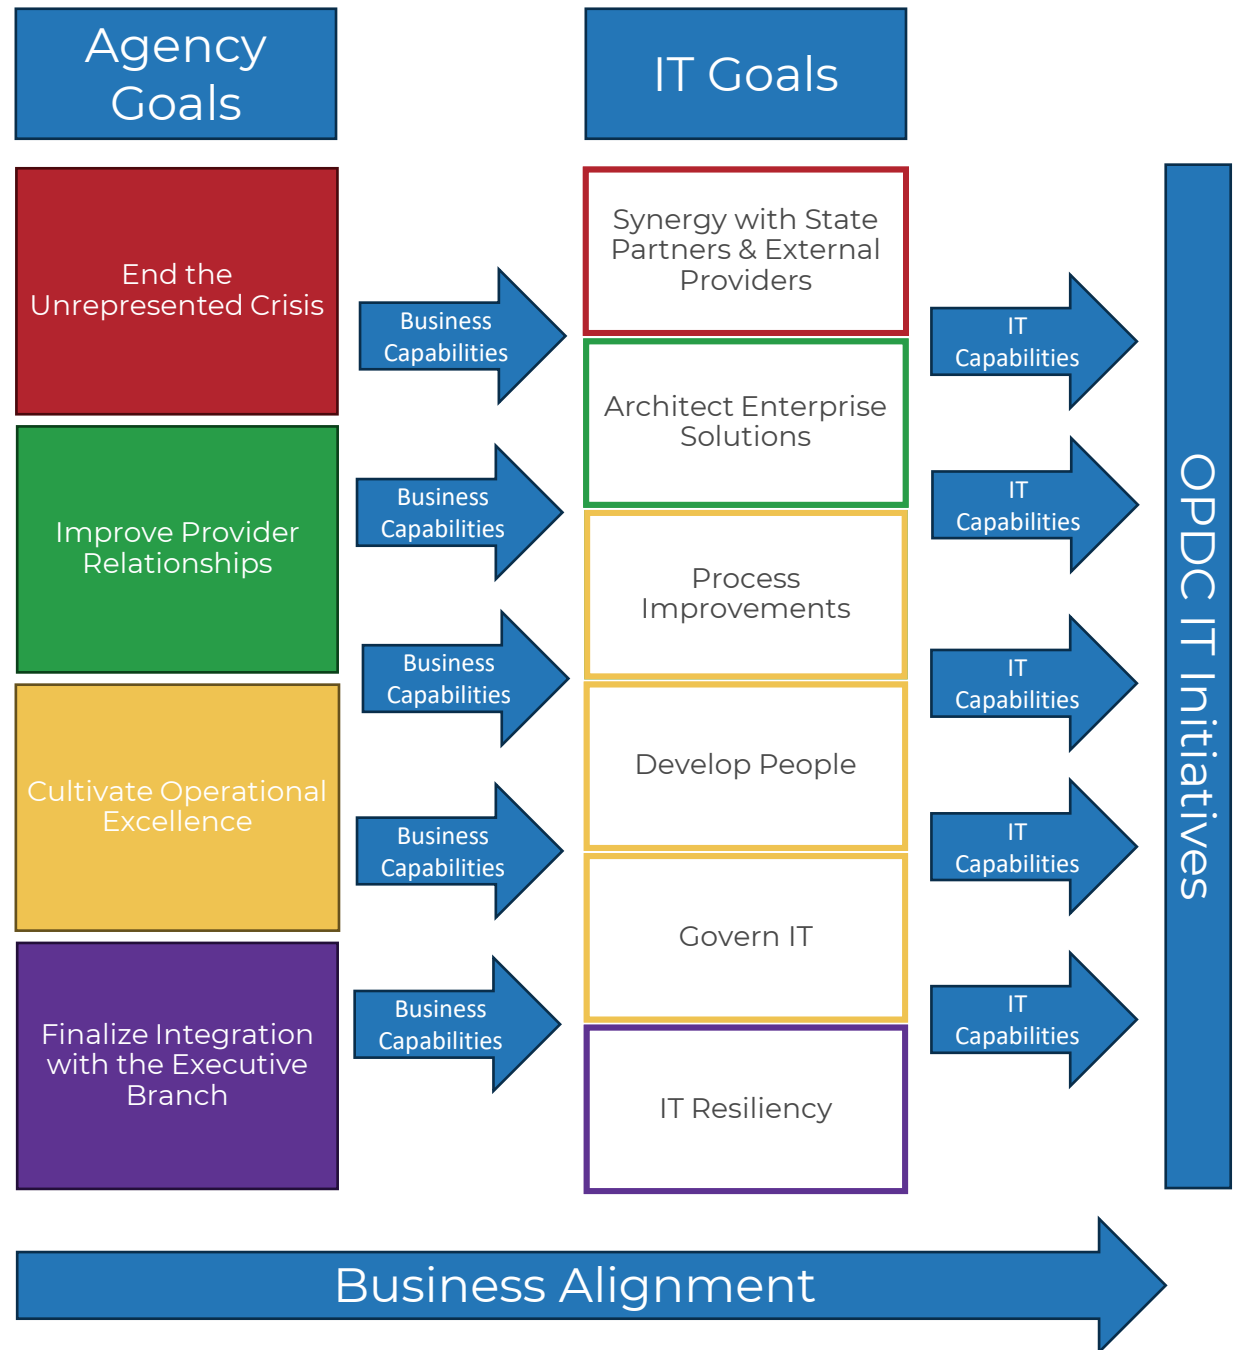 Agency
Goals
IT Goals
End the
Unrepresented Crisis
Improve Provider
Relationships
Cultivate Operational
Excellence
Finalize Integration
with the Executive
Branch
Business
Capabilities
Business
Capabilities
Business
Capabilities
Business
Capabilities
Business
Capabilities
Synergy with State
Partners & External
Providers
Architect Enterprise
Solutions
Process
Improvements
Develop People
Govern IT
IT Resiliency
IT
Capabilities
IT
Capabilities
IT
Capabilities
IT
Capabilities
IT
Capabilities
OPDC IT Initiatives
Business Alignment